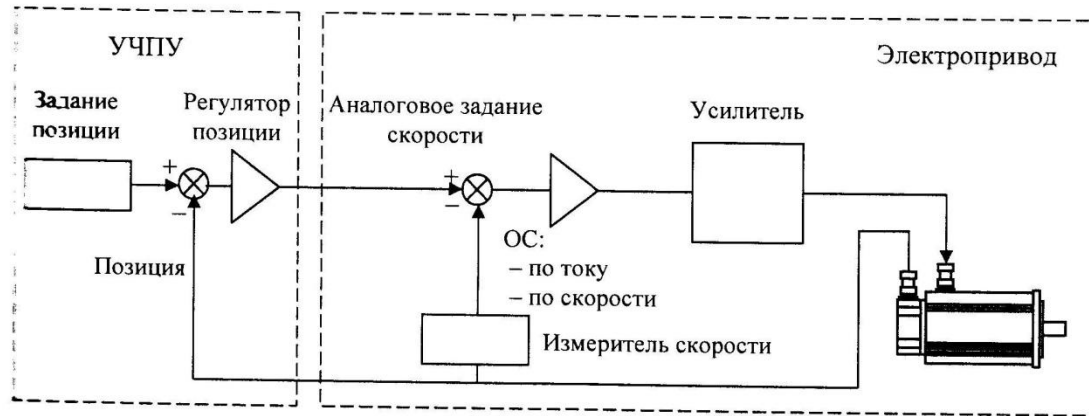 УЧПУ
Электропривод
Задание
позиции
Регулятор
позиции
Аналоговое задание
скорости
Усилитель
+
−
+
−
Позиция
ОС:
– по току
– по скорости
Измеритель скорости